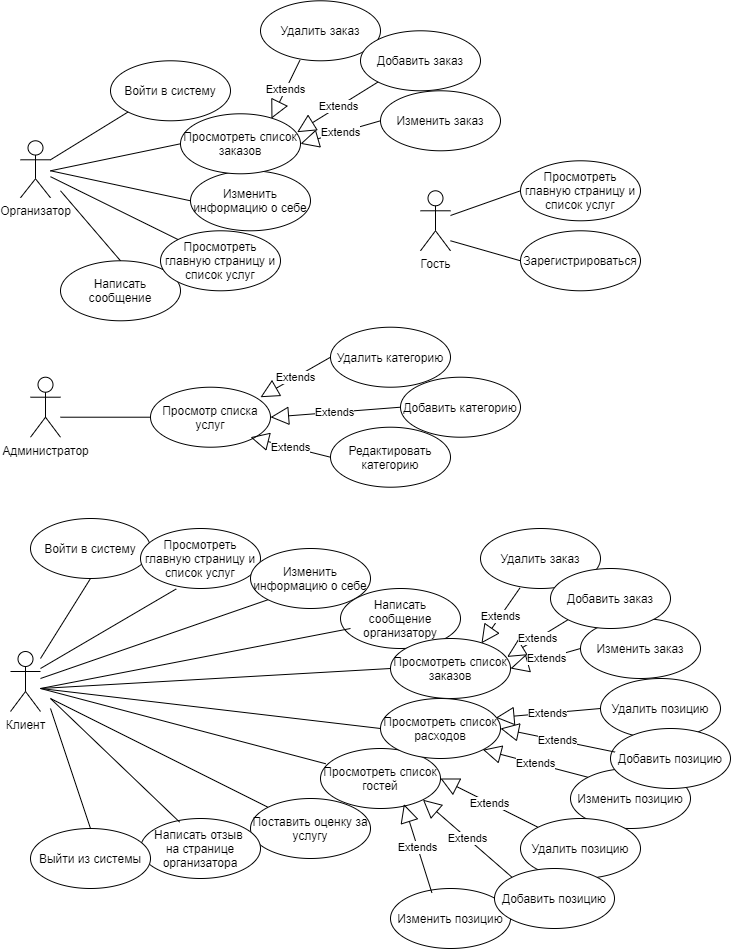 Удалить заказ
Добавить заказ
Войти в систему
Extends
Extends
Изменить заказ
Extends
Просмотреть список
заказов
Организатор
Изменить
информацию о себе
Просмотреть
главную страницу и
список услуг
Написать
сообщение
Просмотреть
главную страницу и
список услуг
Гость
Зарегистрироваться
Удалить категорию
Extends
Просмотр списка
услуг
Extends
Добавить категорию
Администратор
Extends
Редактировать
категорию
Войти в систему
Просмотреть
главную страницу и
список услуг
Изменить
информацию о себе
Написать
сообщение
организатору
Удалить заказ
Extends
Добавить заказ
Extends
Изменить заказ
Extends
Просмотреть список
заказов
Клиент
Просмотреть список
расходов
Extends
Удалить позицию
Extends
Добавить позицию
Extends
Изменить позицию
Просмотреть список
гостей
Extends
Удалить позицию
Extends
Добавить позицию
Extends
Изменить позицию
Поставить оценку за
услугу
Написать отзыв
на странице
организатора
Выйти из системы